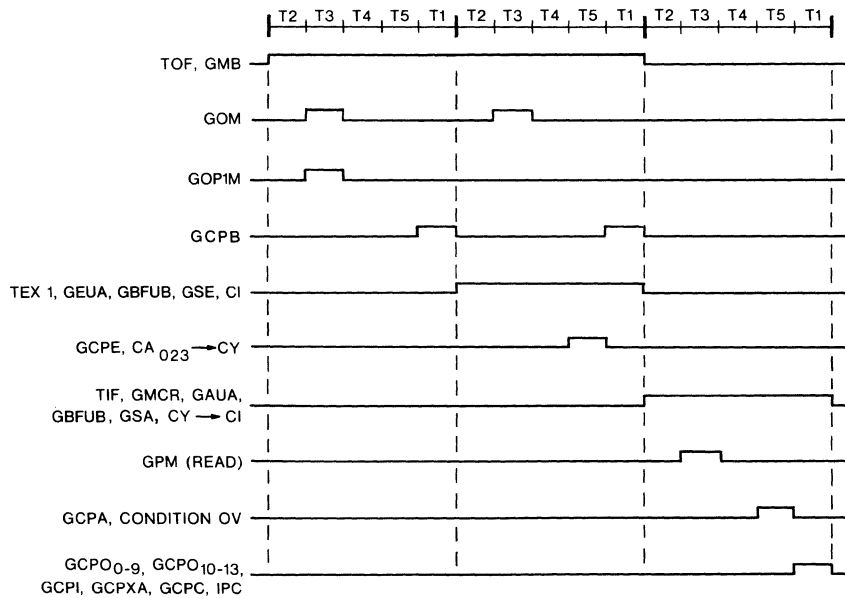 T2 T3 T4 T5 T1 T2 T3 T4 T5 T1 T2 T3 T4 T5 T1
TOF, GMB
GOM
GOP1M
GCPB
TEX 1, GEUA, GBFUB, GSE, CI
GCPE, CA023 → CY
TIF, GMCR, GAUA,
GBFUB, GSA, CY → CI
GPM (READ)
GCPA, CONDITION OV
GCPO0-9, GCPO10-13,
GCPI, GCPXA, GCPC, IPC